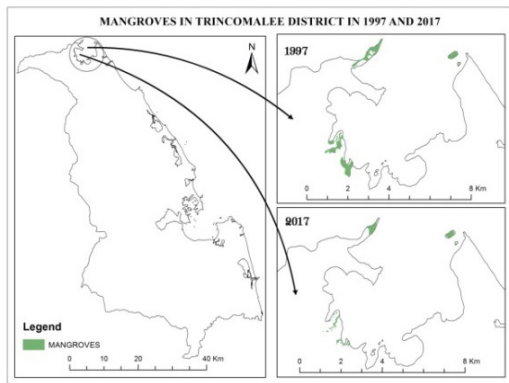 MANGROVES IN TRINCOMALEE DISTRICT IN 1997 AND 2017
N
1997
0 2 4 8 Km
2017
0 2 4 8 Km
Legend
MANGROVES
0 10 20 40 Km